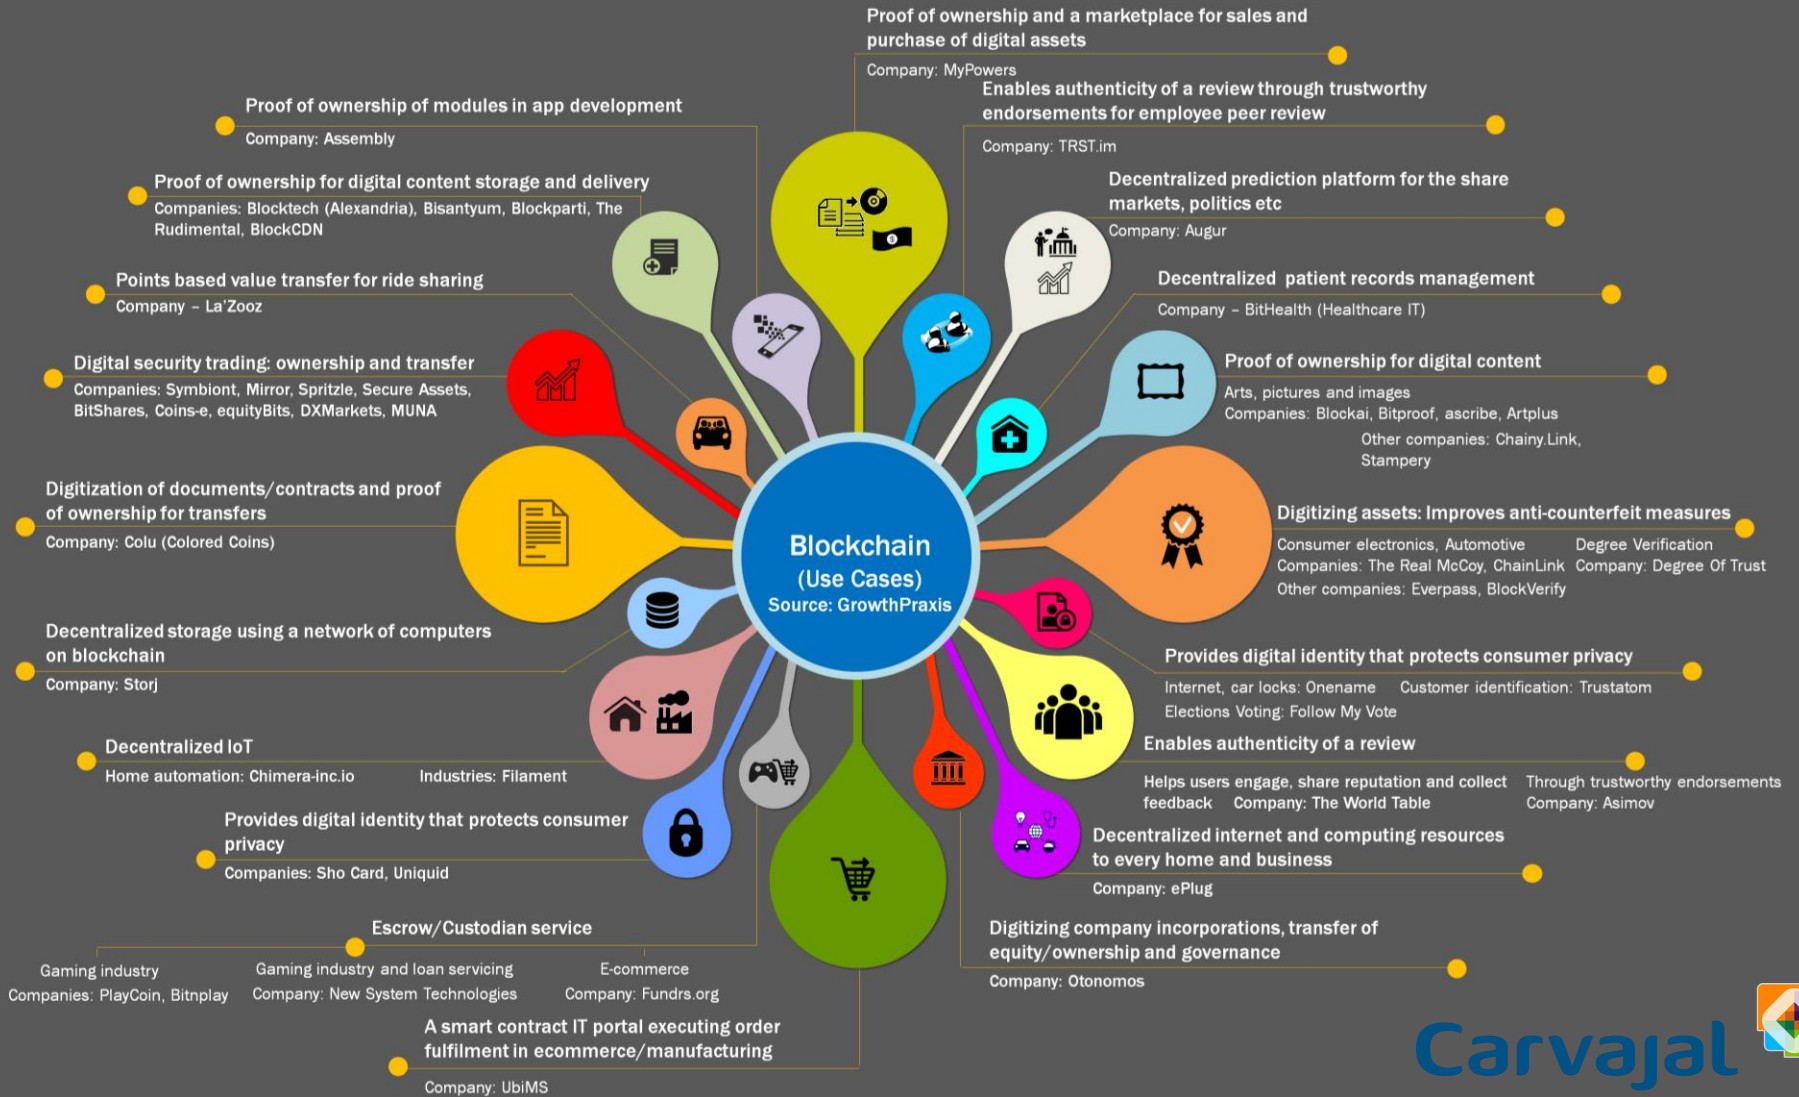 Proof of ownership and a marketplace for sales and
purchase of digital assets
Company: MyPowers
Enables authenticity of a review through trustworthy
endorsements for employee peer review
Company: TRST.im
Decentralized prediction platform for the share
markets, politics etc
Company: Augur
Decentralized patient records management
Company – BitHealth (Healthcare IT)
Proof of ownership for digital content
Arts, pictures and images
Companies: Blockai, Bitproof, ascribe, Artplus
Other companies: Chainy.Link,
Stampery
Digitizing assets: Improves anti-counterfeit measures
Consumer electronics, Automotive
Companies: The Real McCoy, ChainLink
Degree Verification
Company: Degree Of Trust
Other companies: Everpass, BlockVerify
Provides digital identity that protects consumer privacy
Internet, car locks: Onename
Customer identification: Trustatom
Elections Voting: Follow My Vote
Enables authenticity of a review
Helps users engage, share reputation and collect
feedback Company: The World Table
Through trustworthy endorsements
Company: Asimov
Decentralized internet and computing resources
to every home and business
Company: ePlug
Digitizing company incorporations, transfer of
equity/ownership and governance
Company: Otonomos
Proof of ownership of modules in app development
Company: Assembly
Proof of ownership for digital content storage and delivery
Companies: Blocktech (Alexandria), Bisantyum, Blockparti, The
Rudimental, BlockCDN
Points based value transfer for ride sharing
Company – La'Zooz
Digital security trading: ownership and transfer
Companies: Symbiont, Mirror, Spritzle, Secure Assets,
BitShares, Coins-e, equityBits, DXMarkets, MUNA
Digitization of documents/contracts and proof
of ownership for transfers
Company: Colu (Colored Coins)
Decentralized storage using a network of computers
on blockchain
Company: Storj
Decentralized IoT
Home automation: Chimera-inc.io
Industries: Filament
Provides digital identity that protects consumer
privacy
Companies: Sho Card, Uniquid
Escrow/Custodian service
Gaming industry
Companies: PlayCoin, Bitnplay
Gaming industry and loan servicing
Company: New System Technologies
E-commerce
Company: Fundrs.org
A smart contract IT portal executing order
fulfilment in ecommerce/manufacturing
Company: UbiMS
Blockchain
(Use Cases)
Source: GrowthPraxis
Carvajal